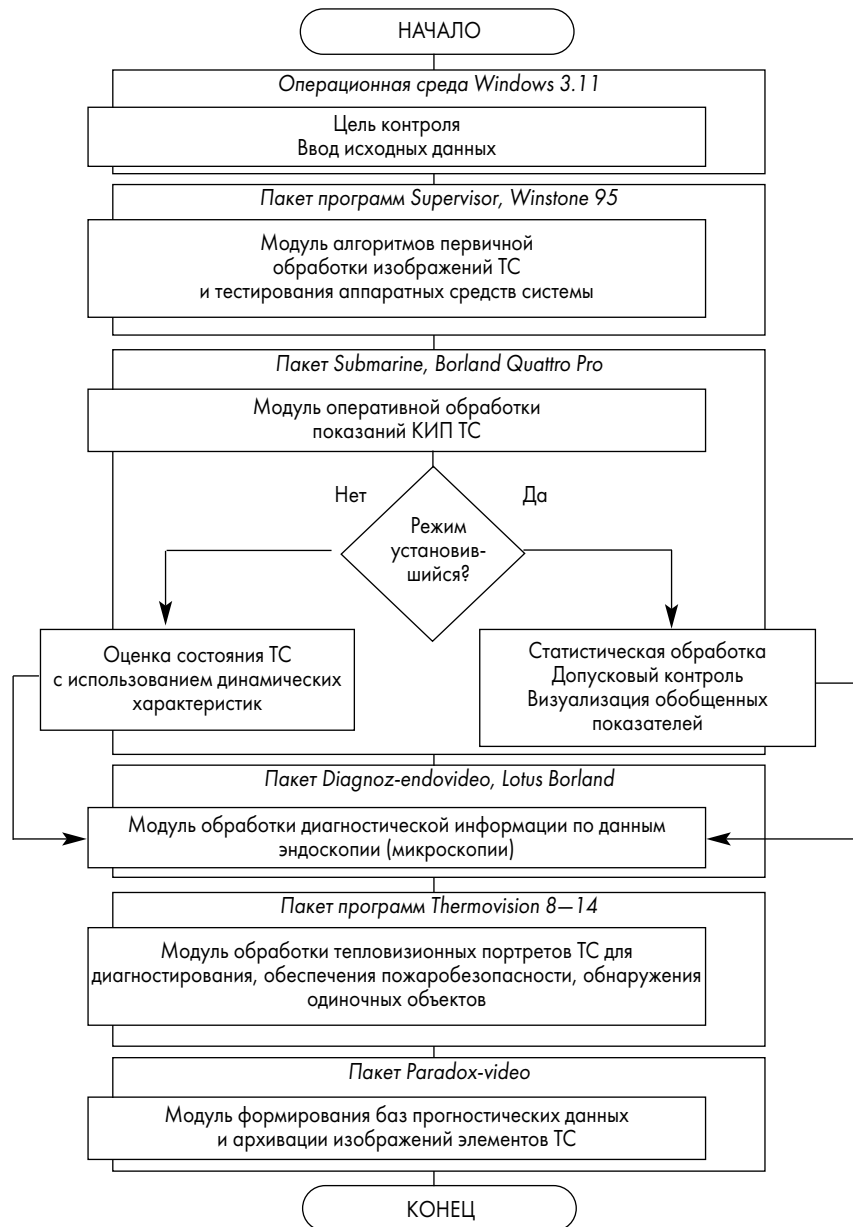 НАЧАЛО
Операционная среда Windows 3.11
Цель контроля
Ввод исходных данных
Пакет программ Supervisor, Winstone 95
Модуль алгоритмов первичной
обработки изображений ТС
и тестирования аппаратных средств системы
Пакет Submarine, Borland Quattro Pro
Модуль оперативной обработки
показаний КИП ТС
Нет
Да
Режим
установив-
шийся?
Оценка состояния ТС
с использованием динамических
характеристик
Статистическая обработка
Допусковый контроль
Визуализация обобщенных
показателей
Пакет Diagnoz-endovideo, Lotus Borland
Модуль обработки диагностической информации по данным
эндоскопии (микроскопии)
Пакет программ Thermovision 8—14
Модуль обработки тепловизионных портретов ТС для
диагностирования, обеспечения пожаробезопасности, обнаружения
одиночных объектов
Пакет Paradox-video
Модуль формирования баз прогностических данных
и архивации изображений элементов ТС
КОНЕЦ